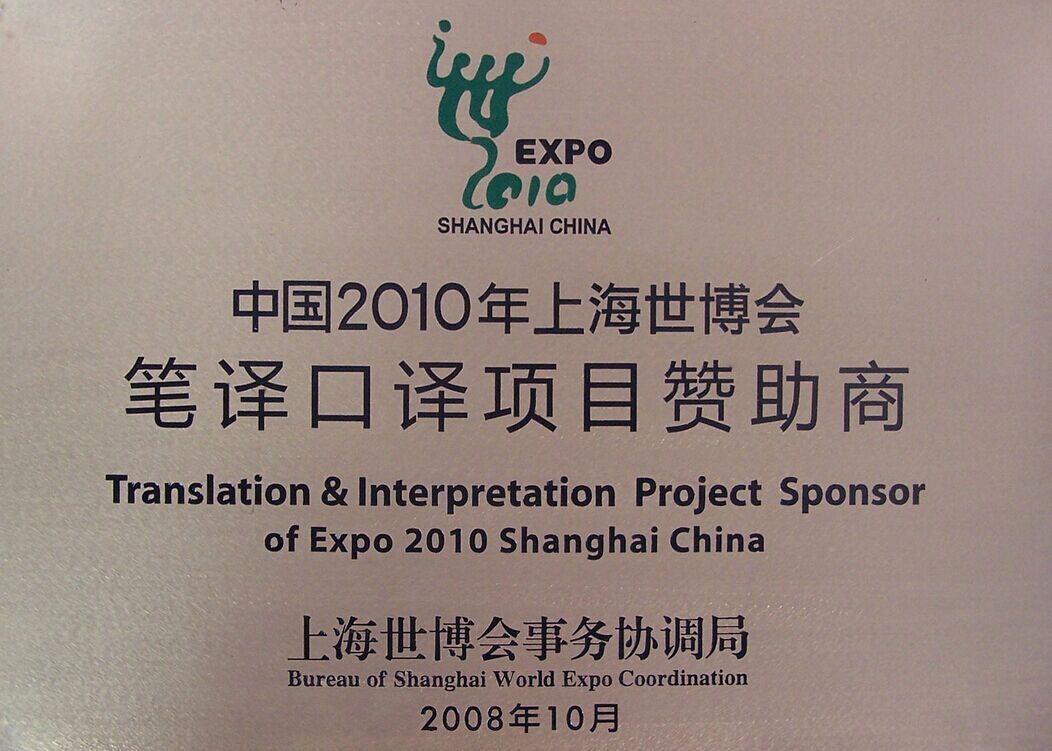 EXPO
2010
SHANGHAI CHINA
中国2010年上海世博会
笔译口译项目赞助商
Translation & Interpretation Project Sponsor
of Expo 2010 Shanghai China
上海世博会事务协调局
Bureau of Shanghai World Expo Coordination
2008年10月